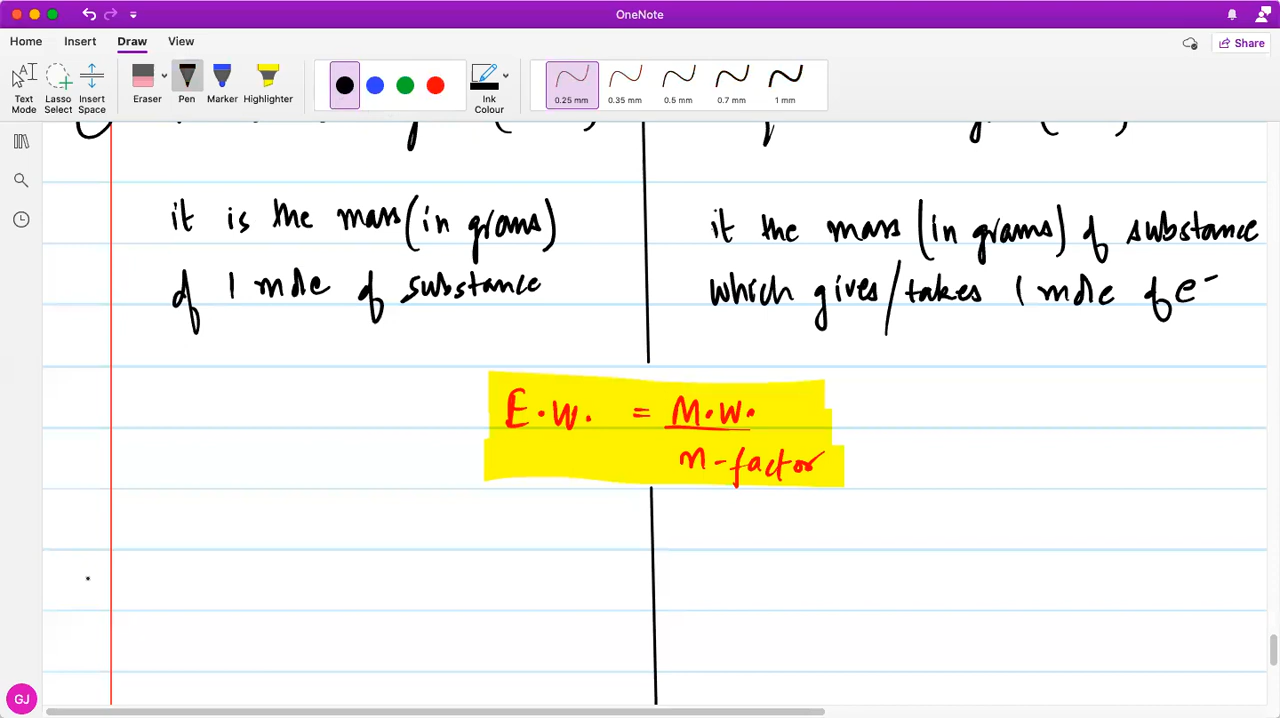 OneNote
Home Insert Draw View
Share
Text Mode
Lasso Select
Insert Space
Eraser
Pen
Marker
Highlighter
Ink Colour
0.25 mm
0.35 mm
0.5 mm
0.7 mm
1 mm
it is the mass (in grams)
of 1 mole of substance
it the mass (in grams) of substance
which gives/takes 1 mole of e⁻
E.W. = M.W.
n-factor
GJ